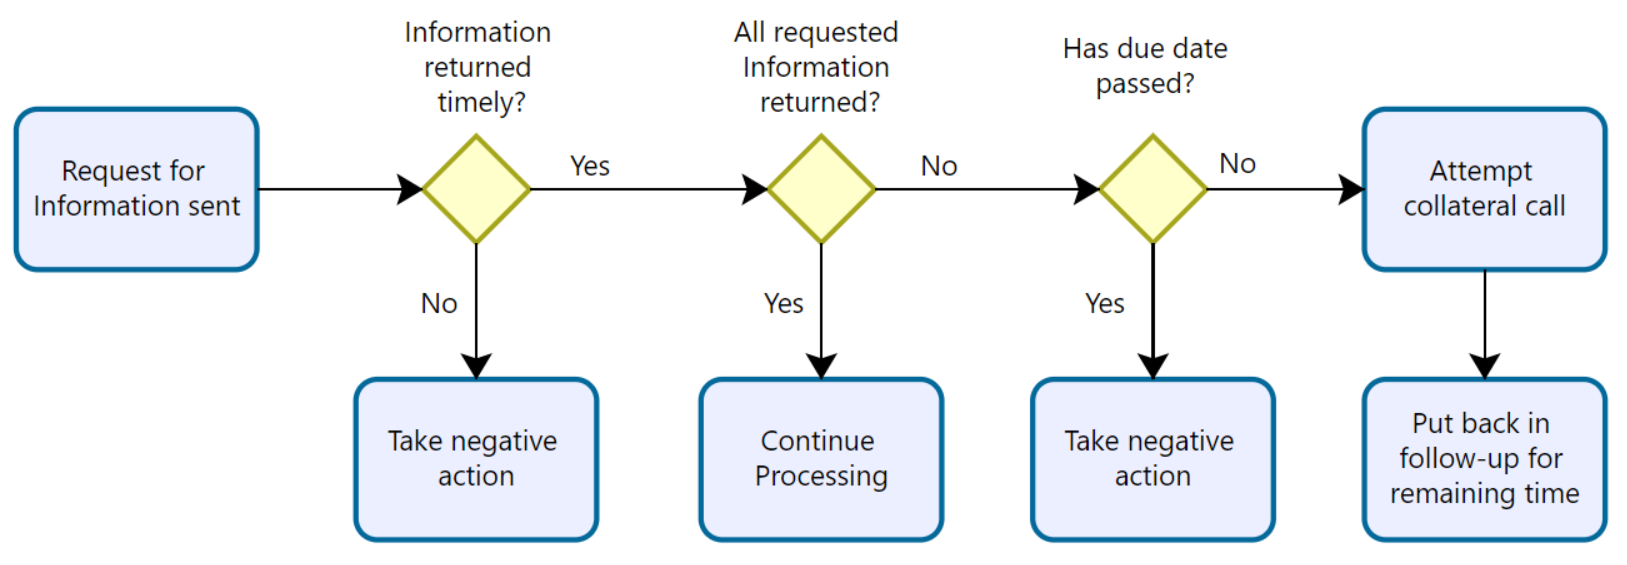 Information
returned
timely?
All requested
Information
returned?
Has due date
passed?
Request for
Information sent
Yes
No
No
Attempt
collateral call
No
Yes
Yes
Take negative
action
Continue
Processing
Take negative
action
Put back in
follow-up for
remaining time